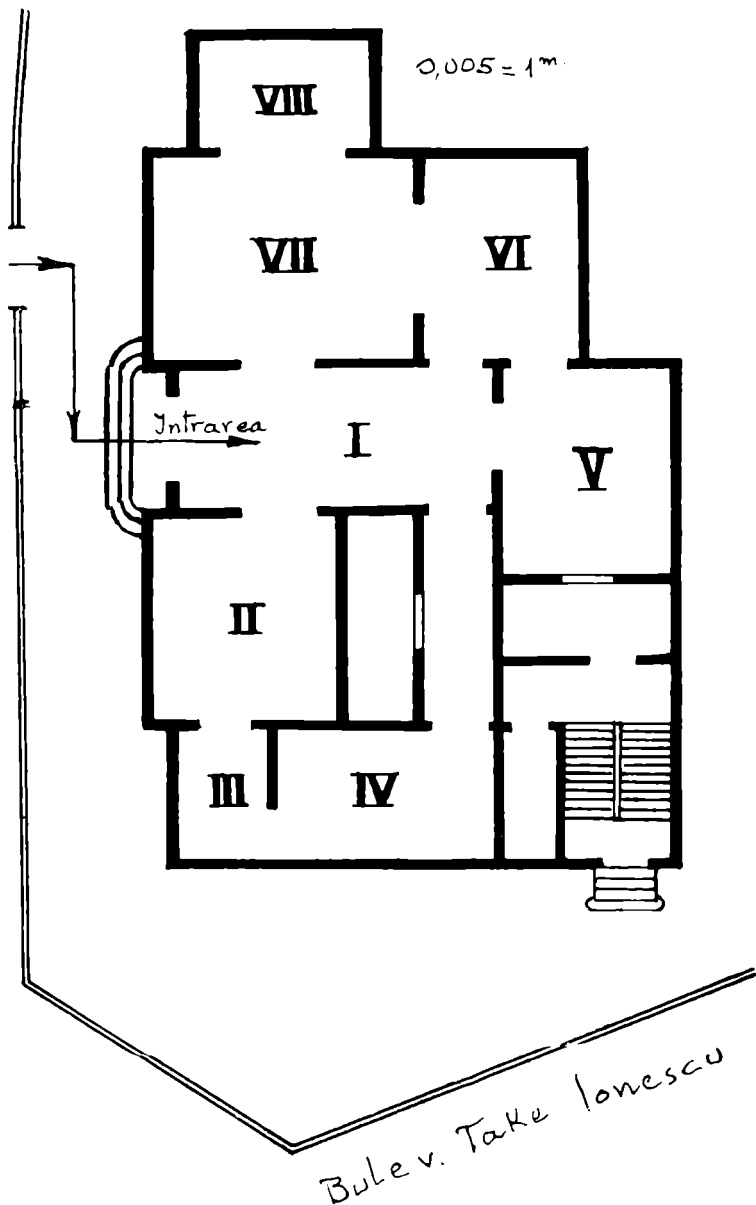 0,005 = 1m.
VIII
VII
VI
Intrarea
I
V
II
III
IV
Bulev. Take Ionescu